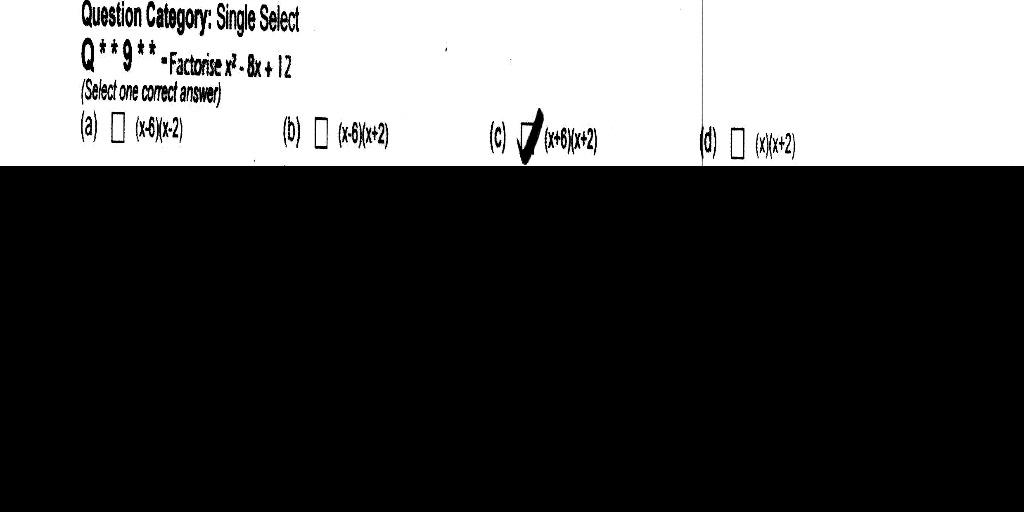 Question Category: Single Select
Q**9** - Factorise x² - 8x + 12
(Select one correct answer)
(a) ☐ (x-6)(x-2) (b) ☐ (x-6)(x+2) (c) ☑ (x+6)(x+2) (d) ☐ (x)(x+2)